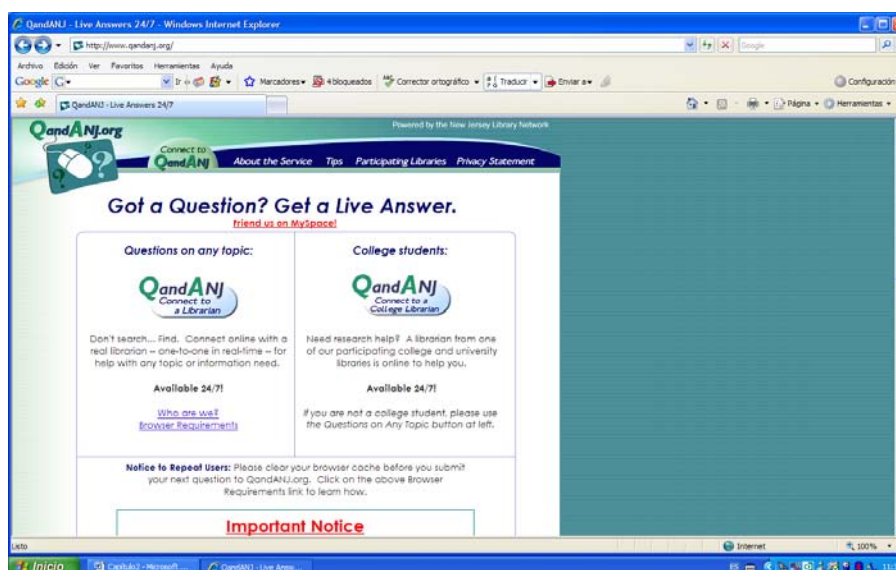 QandANJ - Live Answers 24/7 - Windows Internet Explorer
http://www.qandanj.org/
Google
Archivo Edición Ver Favoritos Herramientas Ayuda
Google G Ir Marcadores 4 bloqueados Corrector ortográfico Traducir Enviar a Configuración
QandANJ - Live Answers 24/7 Página Herramientas
QandANJ.org
Powered by the New Jersey Library Network
Connect to
QandANJ About the Service Tips Participating Libraries Privacy Statement
Got a Question? Get a Live Answer.
Friend us on MySpace!
Questions on any topic: College students:
QandANJ QandANJ
Connect to Connect to a
a Librarian College Librarian
Don't search... Find. Connect online with a Need research help? A librarian from one
real librarian -- one-to-one in real-time -- for of our participating college and university
help with any topic or information need. libraries is online to help you.
Available 24/7! Available 24/7!
Who are we? If you are not a college student, please use
Browser Requirements the Questions on Any Topic button at left.
Notice to Repeat Users: Please clear your browser cache before you submit
your next question to QandANJ.org. Click on the above Browser
Requirements link to learn how.
Important Notice
Listo Internet 100%
Inicio Capítulo2 - Microsoft ... QandANJ - Live Answ... ES